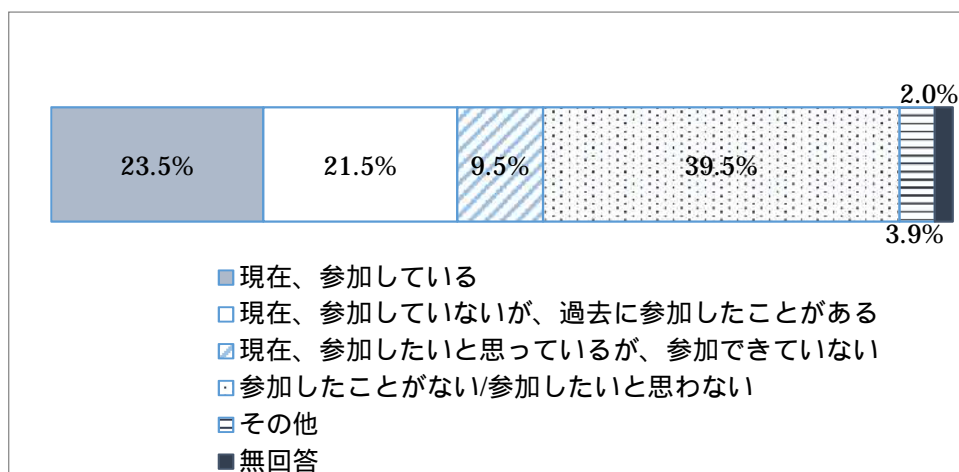 2.0%
23.5%
21.5%
9.5%
39.5%
3.9%
現在、参加している
現在、参加していないが、過去に参加したことがある
現在、参加したいと思っているが、参加できていない
参加したことがない/参加したいと思わない
その他
無回答